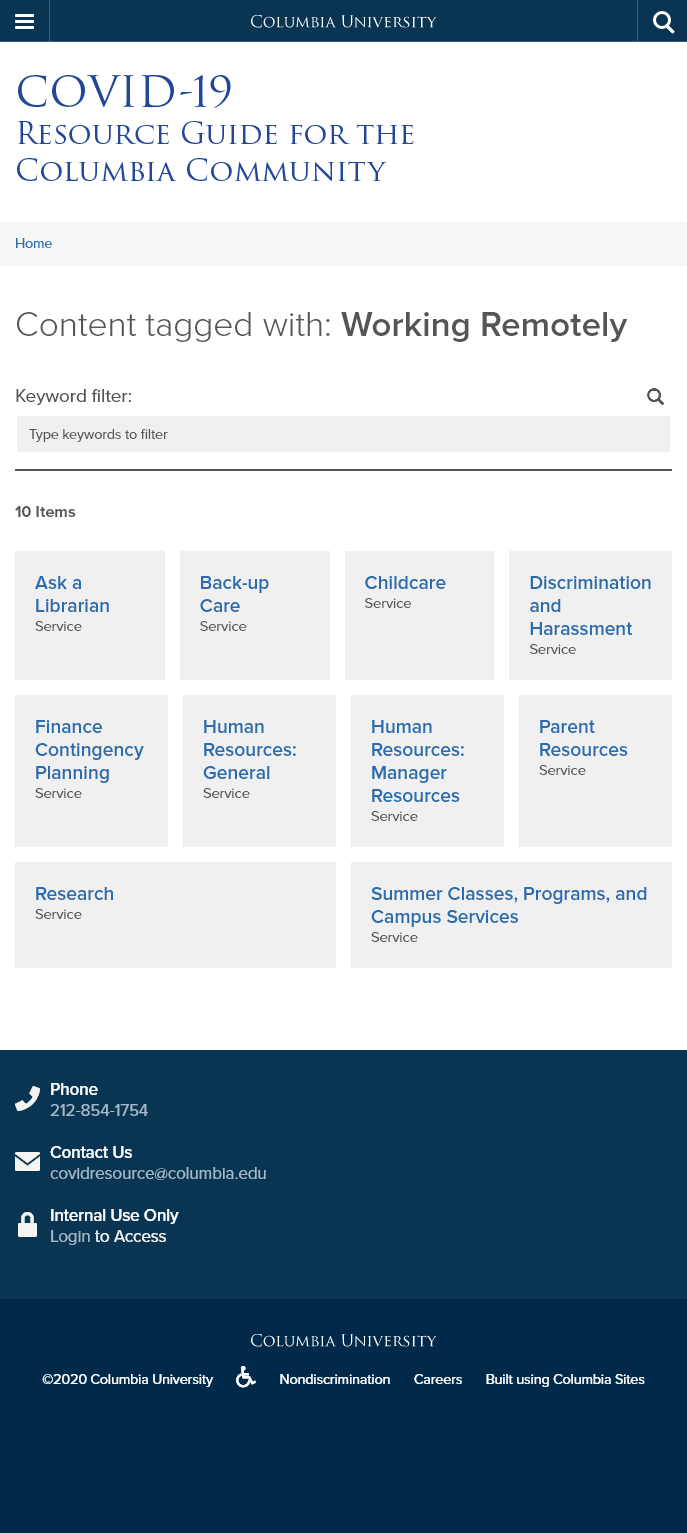 Columbia University
COVID-19
Resource Guide for the
Columbia Community
Home
Content tagged with: Working Remotely
Keyword filter:
Type keywords to filter
10 Items
Ask a
Librarian
Service
Back-up
Care
Service
Childcare
Service
Discrimination
and
Harassment
Service
Finance
Contingency
Planning
Service
Human
Resources:
General
Service
Human
Resources:
Manager
Resources
Service
Parent
Resources
Service
Research
Service
Summer Classes, Programs, and
Campus Services
Service
Phone
212-854-1754
Contact Us
covidresource@columbia.edu
Internal Use Only
Login to Access
Columbia University
©2020 Columbia University Nondiscrimination Careers Built using Columbia Sites